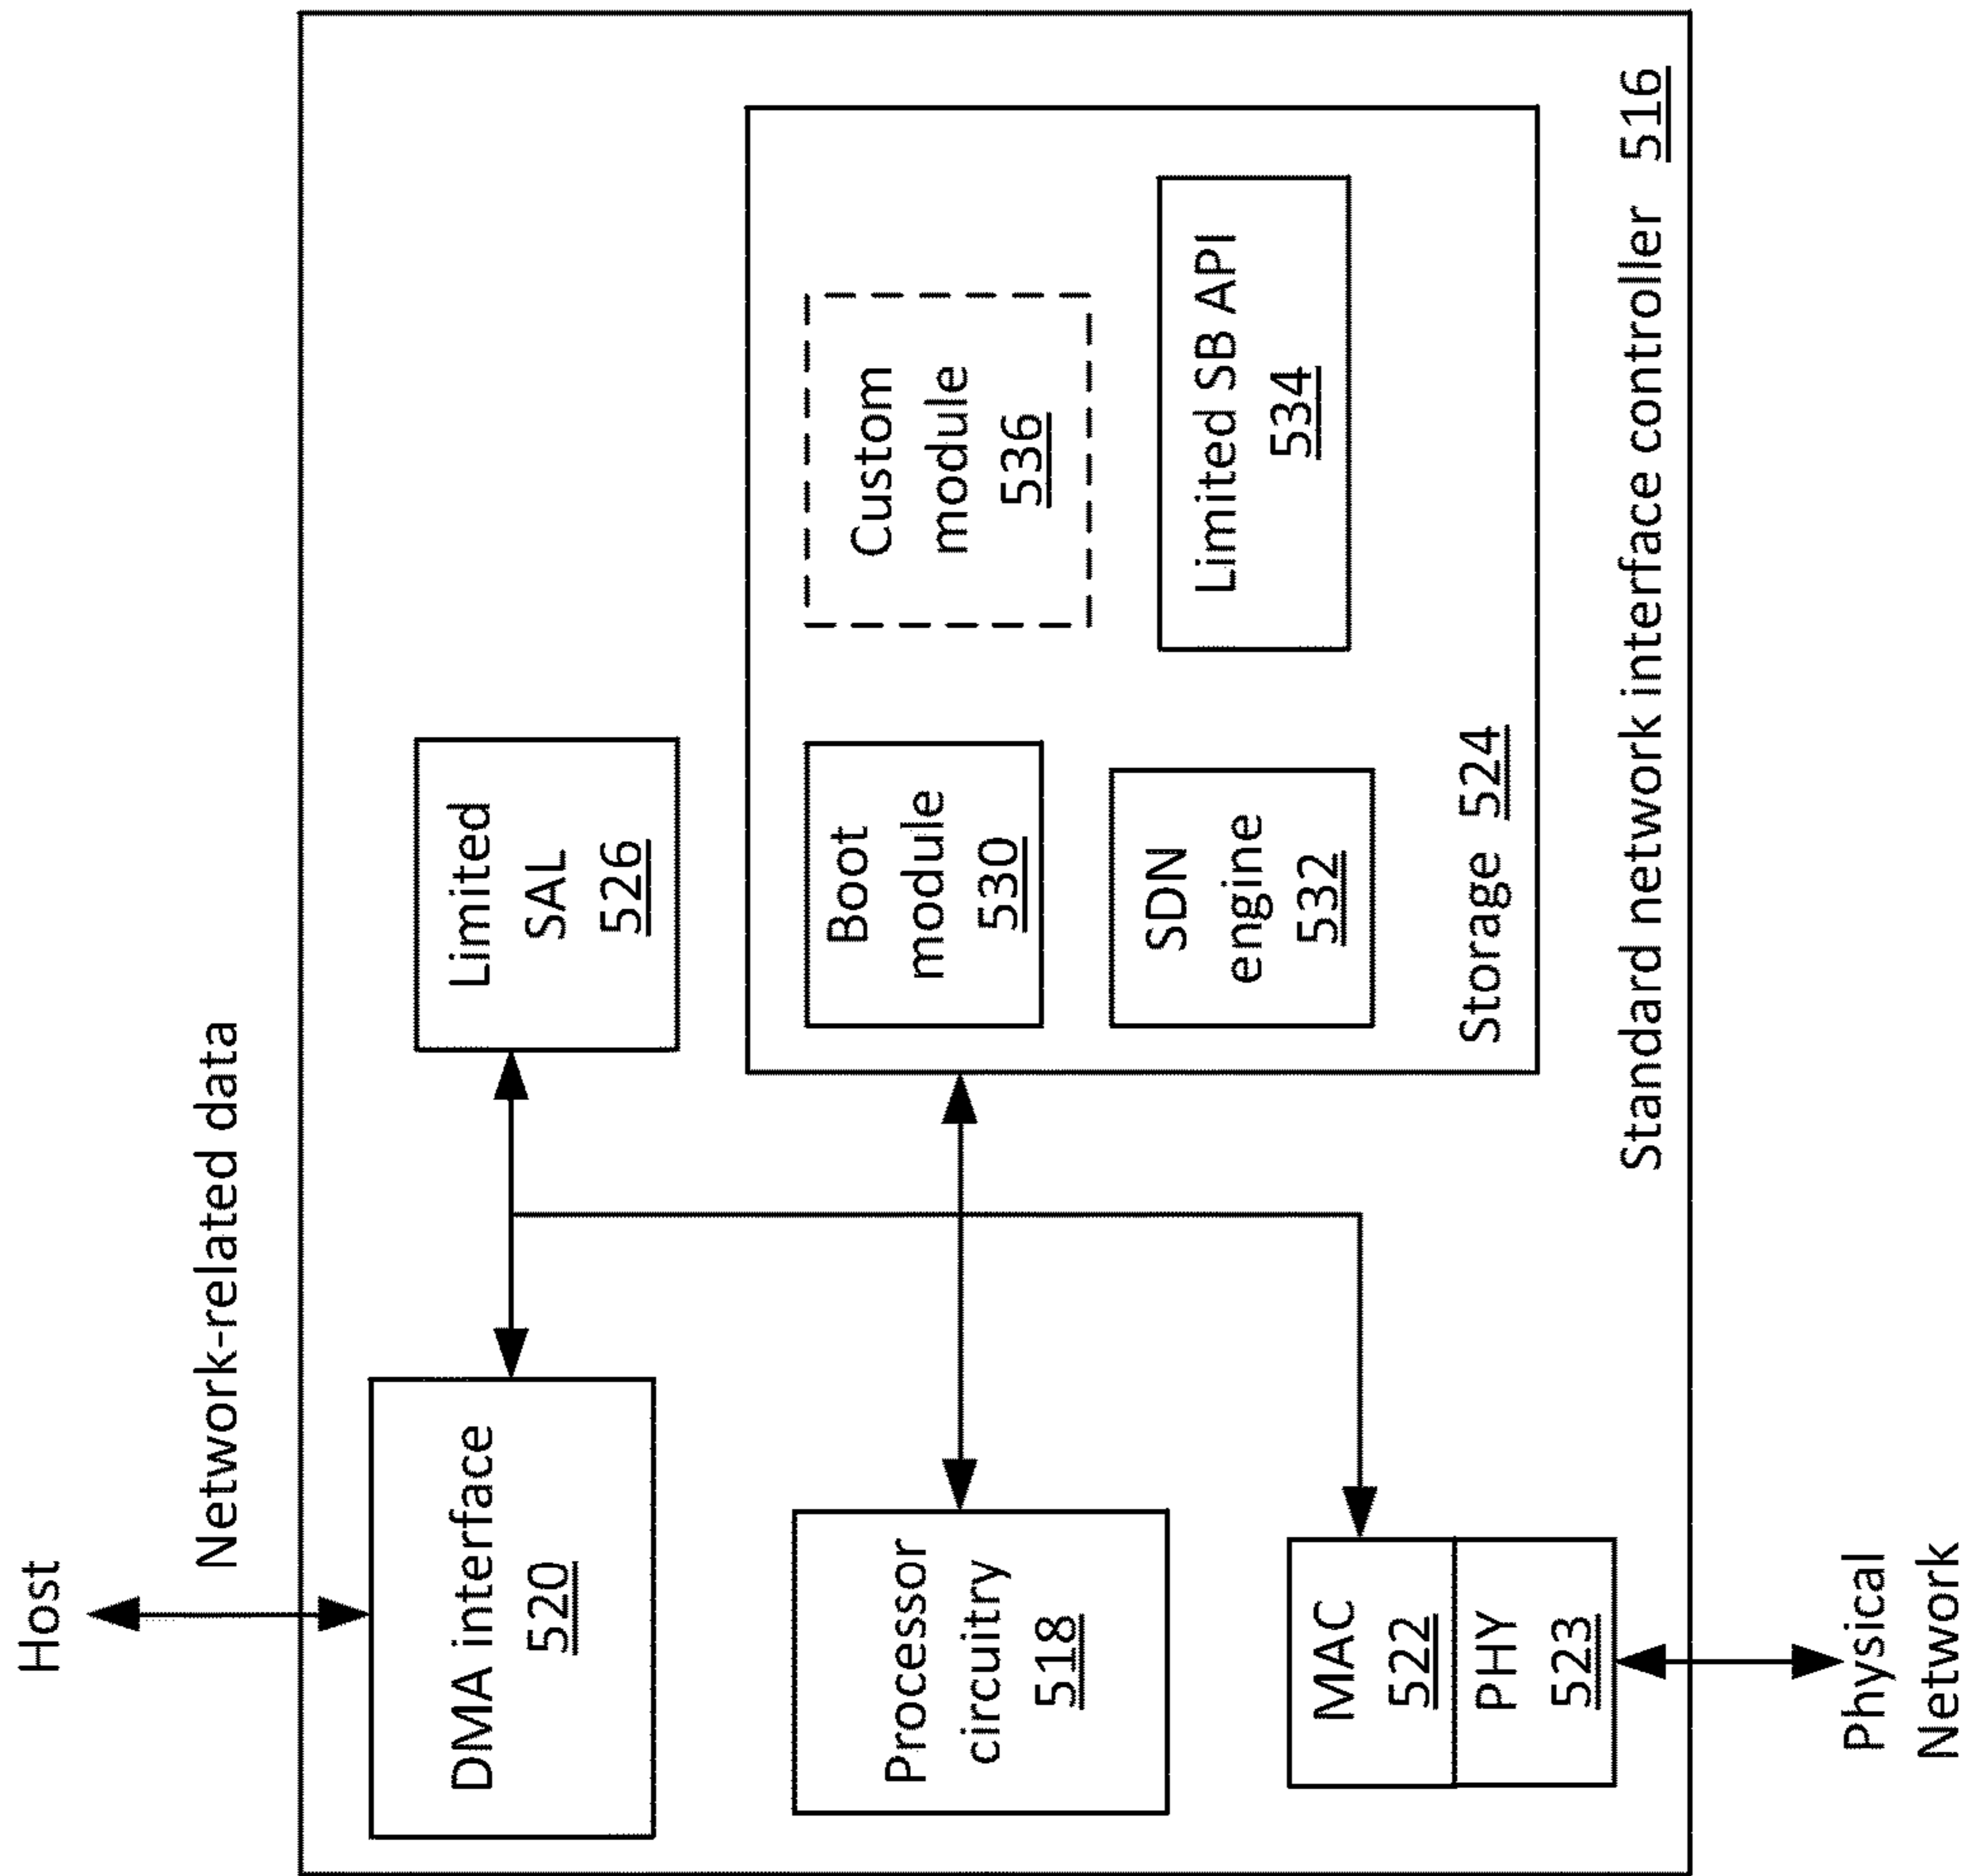 Host
Network-related data
DMA interface
520
Limited
SAL
526
Processor
circuitry
518
Boot
module
530
Custom
module
536
SDN
engine
532
Limited SB API
534
Storage 524
MAC
522
PHY
523
Standard network interface controller 516
Physical
Network